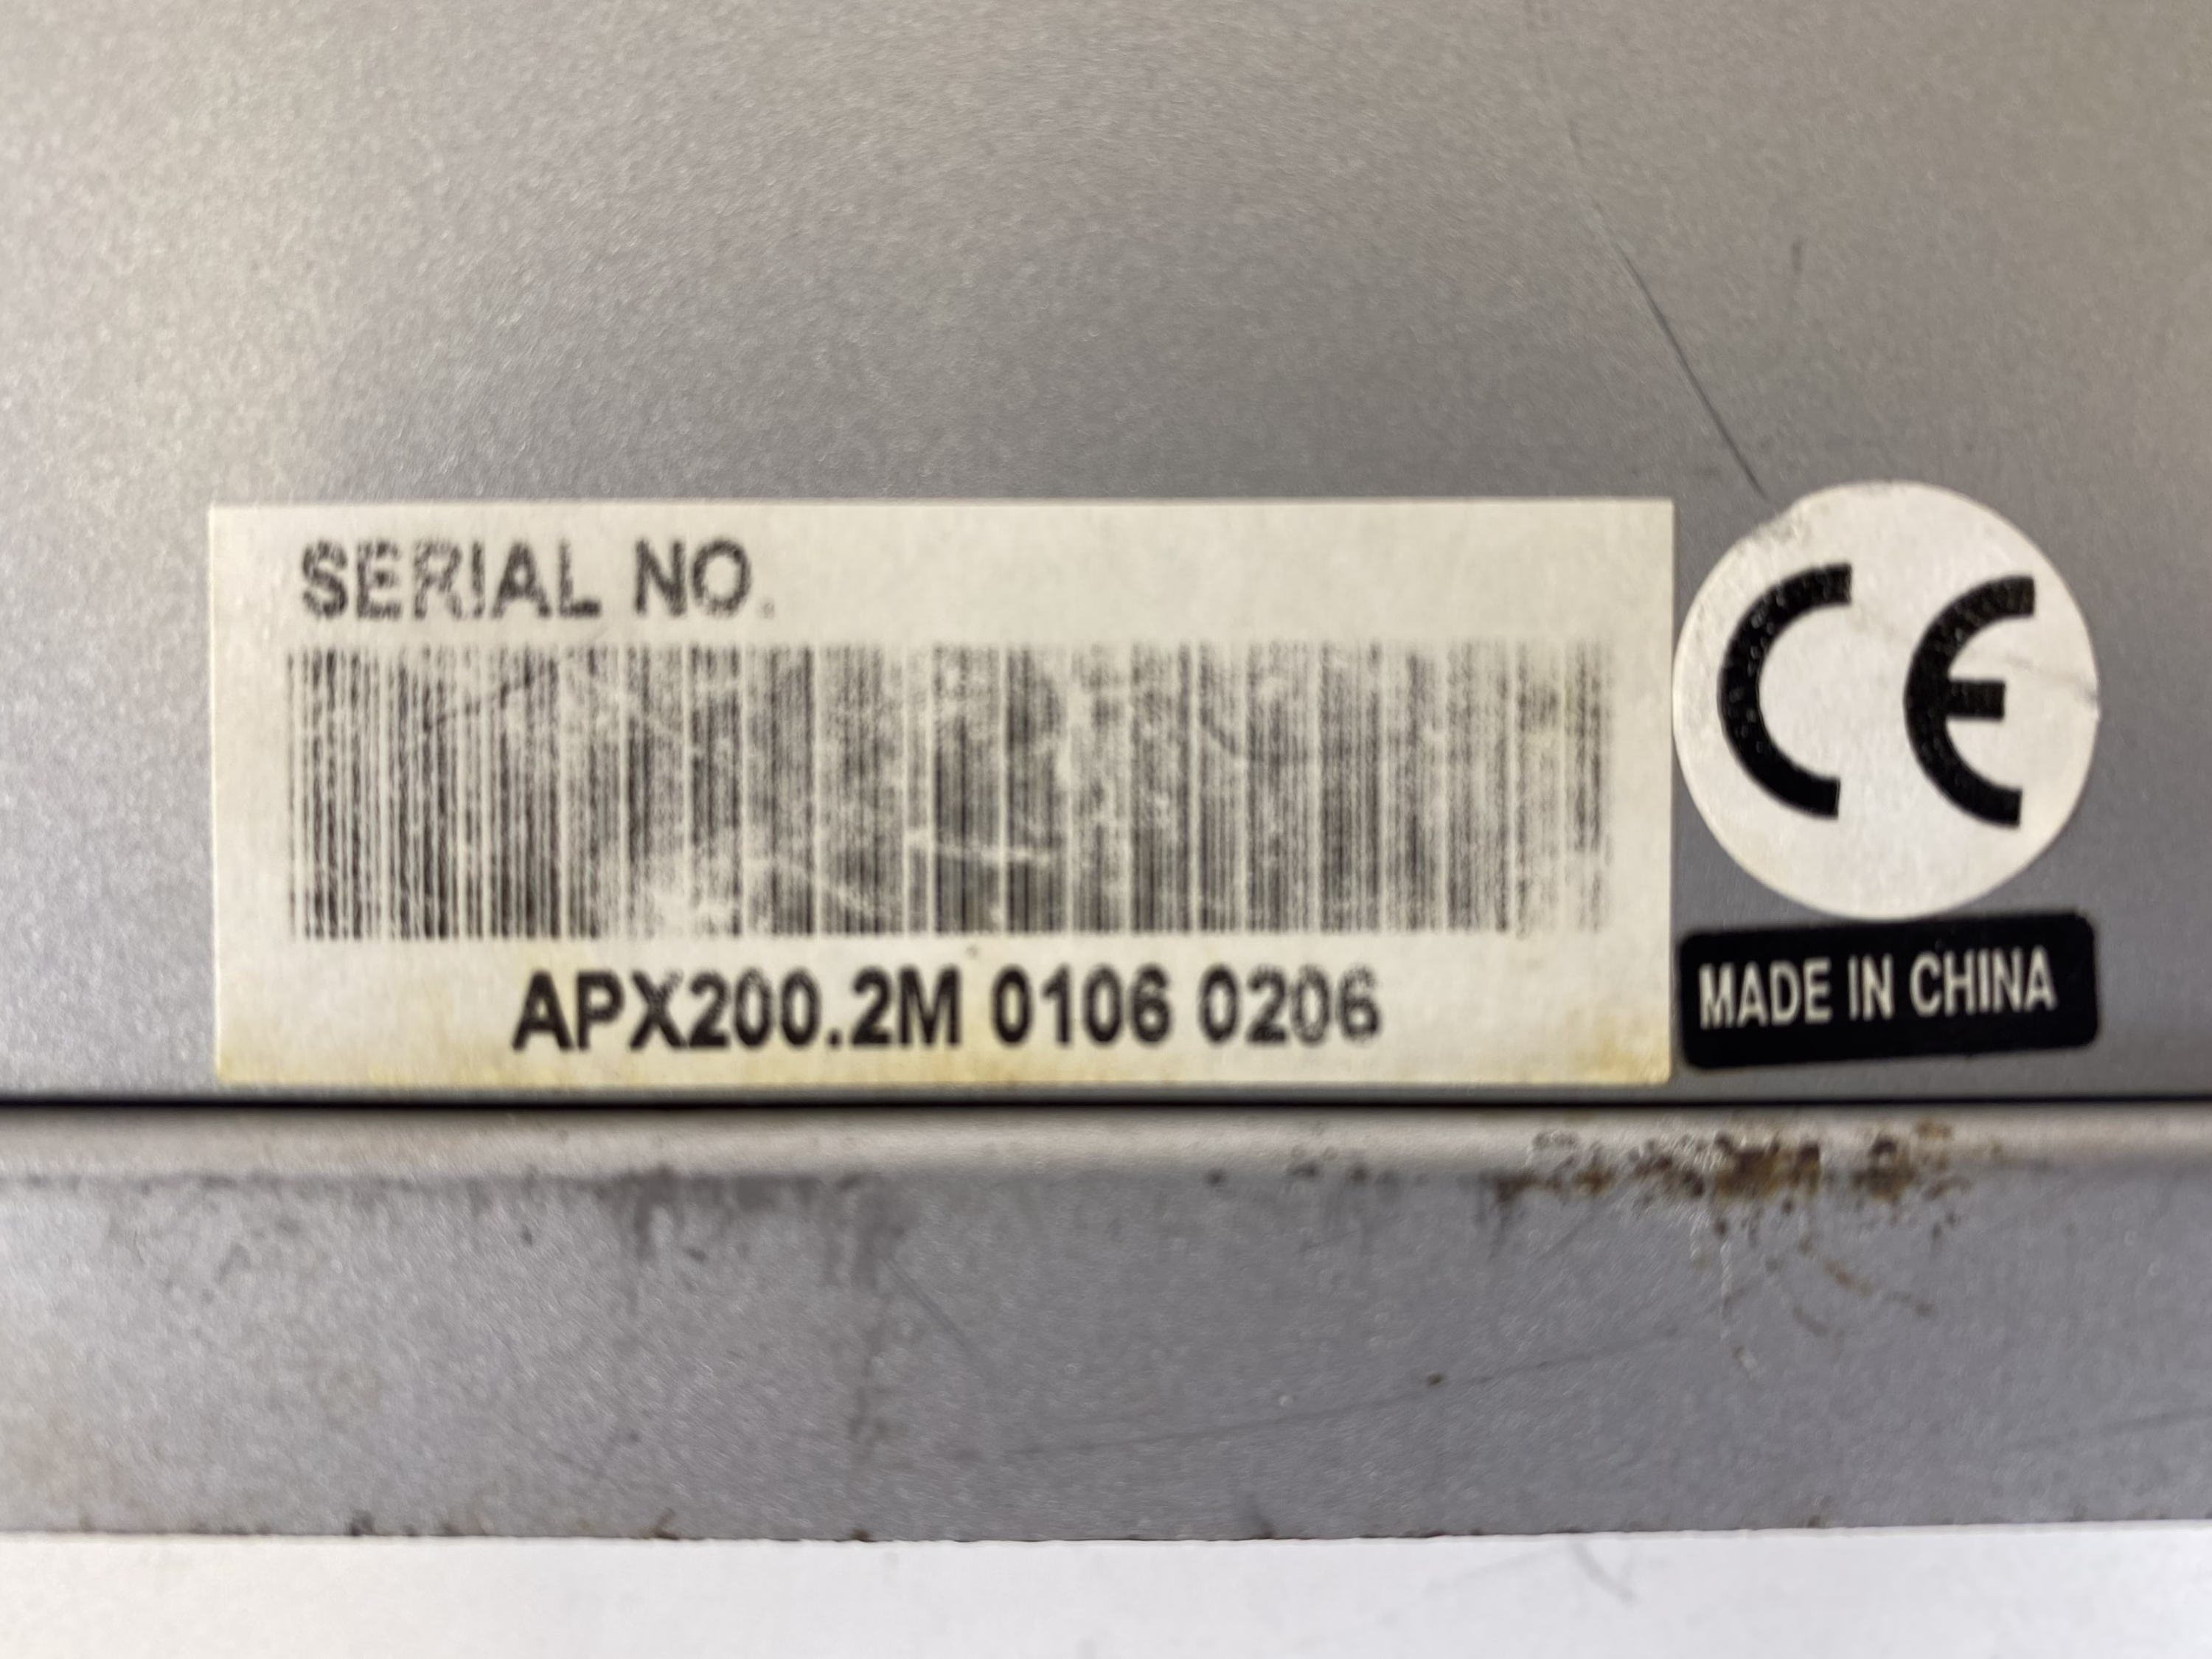 SERIAL NO.
APX200.2M 0106 0206
CE
MADE IN CHINA